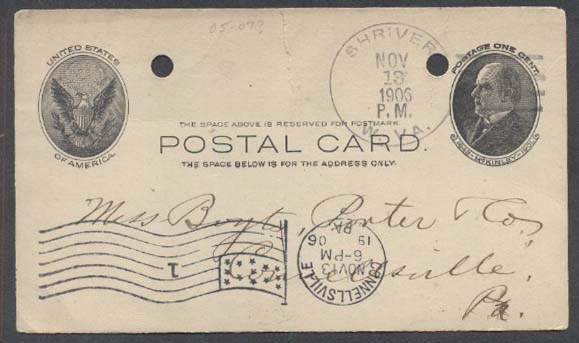 05-093
UNITED STATES
OF AMERICA.
SHRIVER
NOV
13
1906
P.M.
W. VA.
POSTAGE ONE CENT.
1843-McKINLEY-1901
THE SPACE ABOVE IS RESERVED FOR POSTMARK.
POSTAL CARD.
THE SPACE BELOW IS FOR THE ADDRESS ONLY.
Boyts, Porter & Co,
Connellsville,
Pa.
1
CONNELLSVILLE
NOV 13
6-PM
19 06
PA.